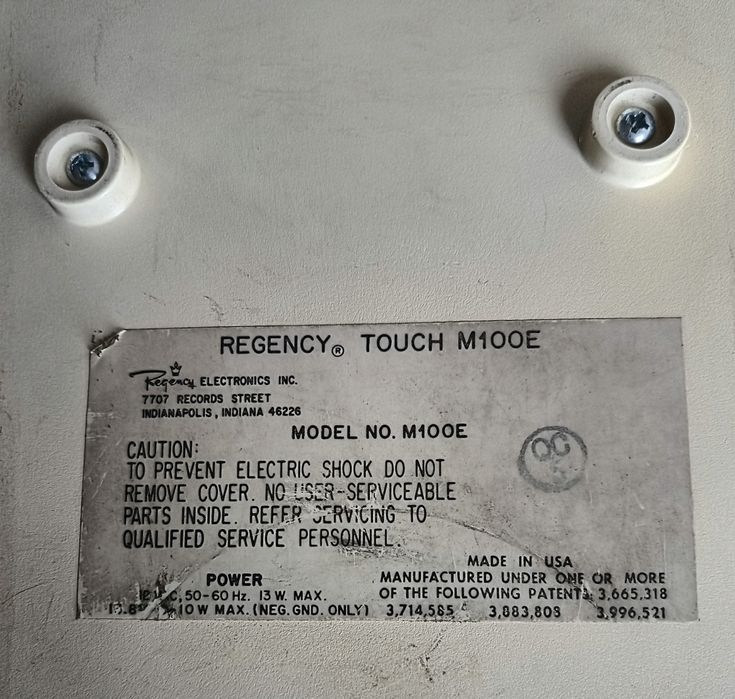 REGENCY® TOUCH M100E
Regency ELECTRONICS INC.
7707 RECORDS STREET
INDIANAPOLIS, INDIANA 46226
MODEL NO. M100E
QC
CAUTION:
TO PREVENT ELECTRIC SHOCK DO NOT
REMOVE COVER. NO USER-SERVICEABLE
PARTS INSIDE. REFER SERVICING TO
QUALIFIED SERVICE PERSONNEL.
POWER
50-60 Hz. 13 W. MAX.
10 W MAX. (NEG. GND. ONLY)
MADE IN USA
MANUFACTURED UNDER ONE OR MORE
OF THE FOLLOWING PATENTS: 3,665,318
3,714,585 3,883,808 3,996,521